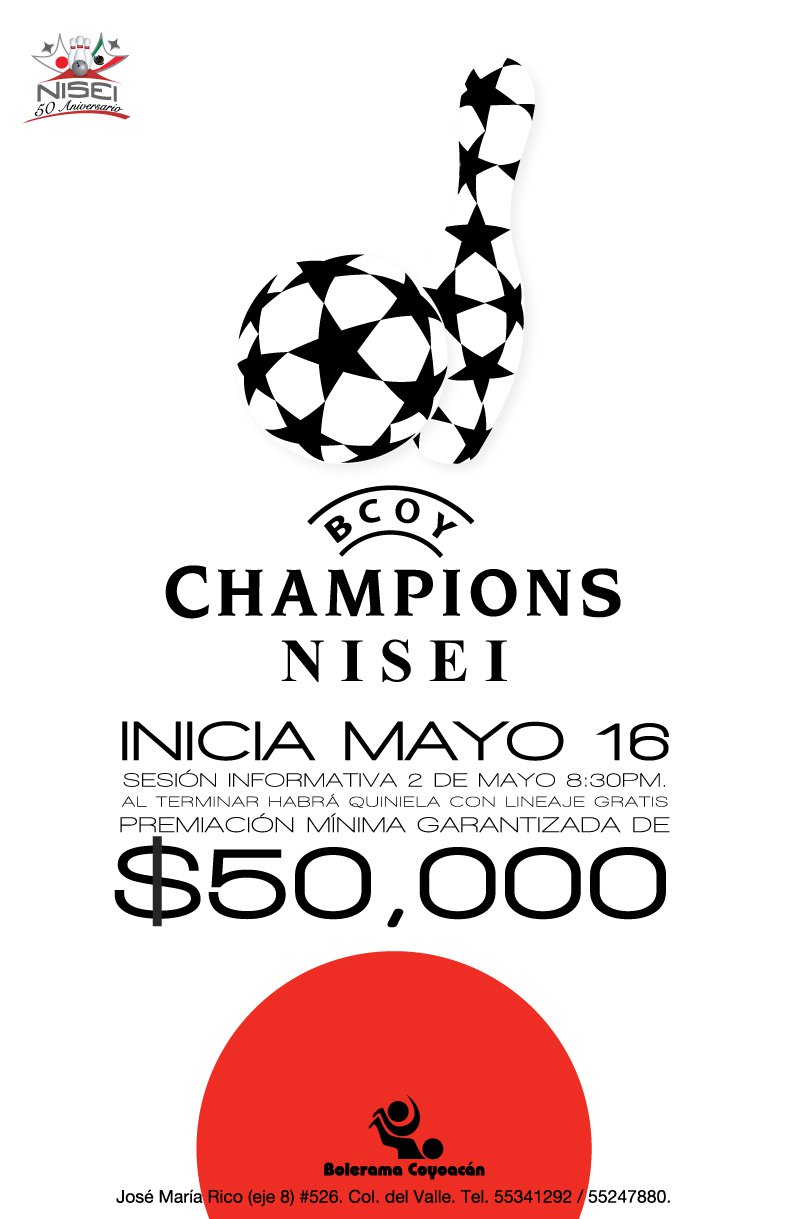 NISEI
50 Aniversario
BCOY
CHAMPIONS
NISEI
INICIA MAYO 16
SESIÓN INFORMATIVA 2 DE MAYO 8:30PM.
AL TERMINAR HABRÁ QUINIELA CON LINEAJE GRATIS
PREMIACIÓN MÍNIMA GARANTIZADA DE
$50,000
Bolerama Coyoacán
José María Rico (eje 8) #526. Col. del Valle. Tel. 55341292 / 55247880.